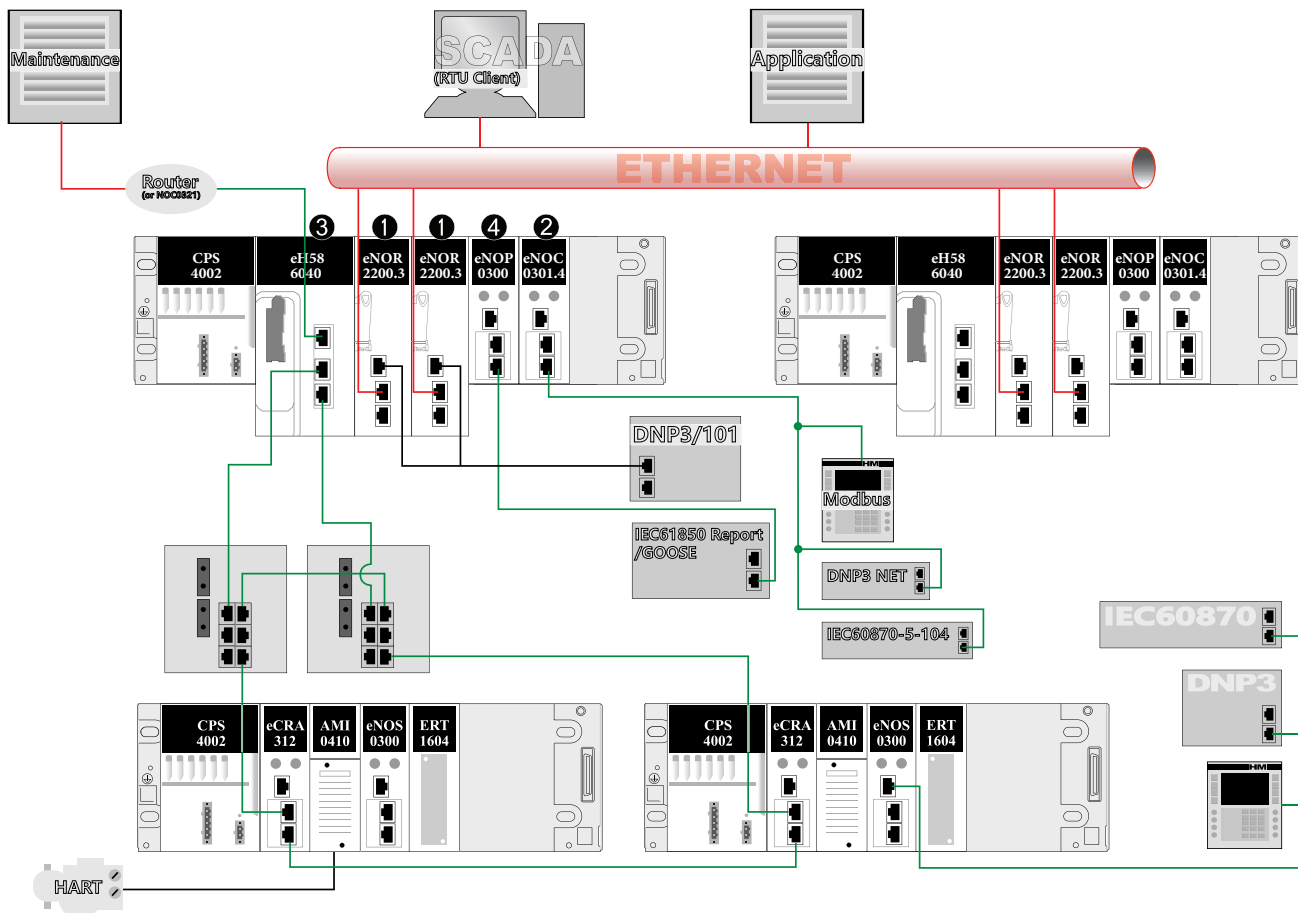 Maintenance
SCADA
(RTU Client)
Application
ETHERNET
Router
(or NOC0321)
3
1
1
4
2
CPS
4002
eH58
6040
eNOR
2200.3
eNOR
2200.3
eNOP
0300
eNOC
0301.4
CPS
4002
eH58
6040
eNOR
2200.3
eNOR
2200.3
eNOP
0300
eNOC
0301.4
DNP3/101
HM
Modbus
IEC61850 Report
/GOOSE
DNP3 NET
IEC60870-5-104
IEC60870
DNP3
HM
CPS
4002
eCRA
312
AMI
0410
eNOS
0300
ERT
1604
CPS
4002
eCRA
312
AMI
0410
eNOS
0300
ERT
1604
HART